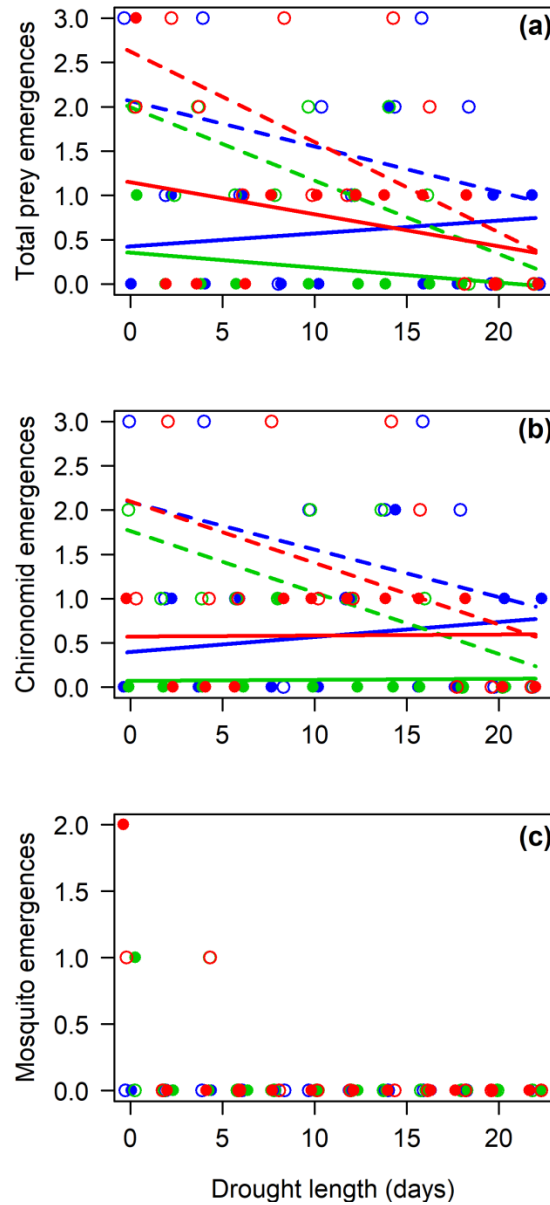 (a)
Total prey emergences
3.0
2.5
2.0
1.5
1.0
0.5
0.0
0 5 10 15 20
(b)
Chironomid emergences
3.0
2.5
2.0
1.5
1.0
0.5
0.0
0 5 10 15 20
(c)
Mosquito emergences
2.0
1.5
1.0
0.5
0.0
0 5 10 15 20
Drought length (days)